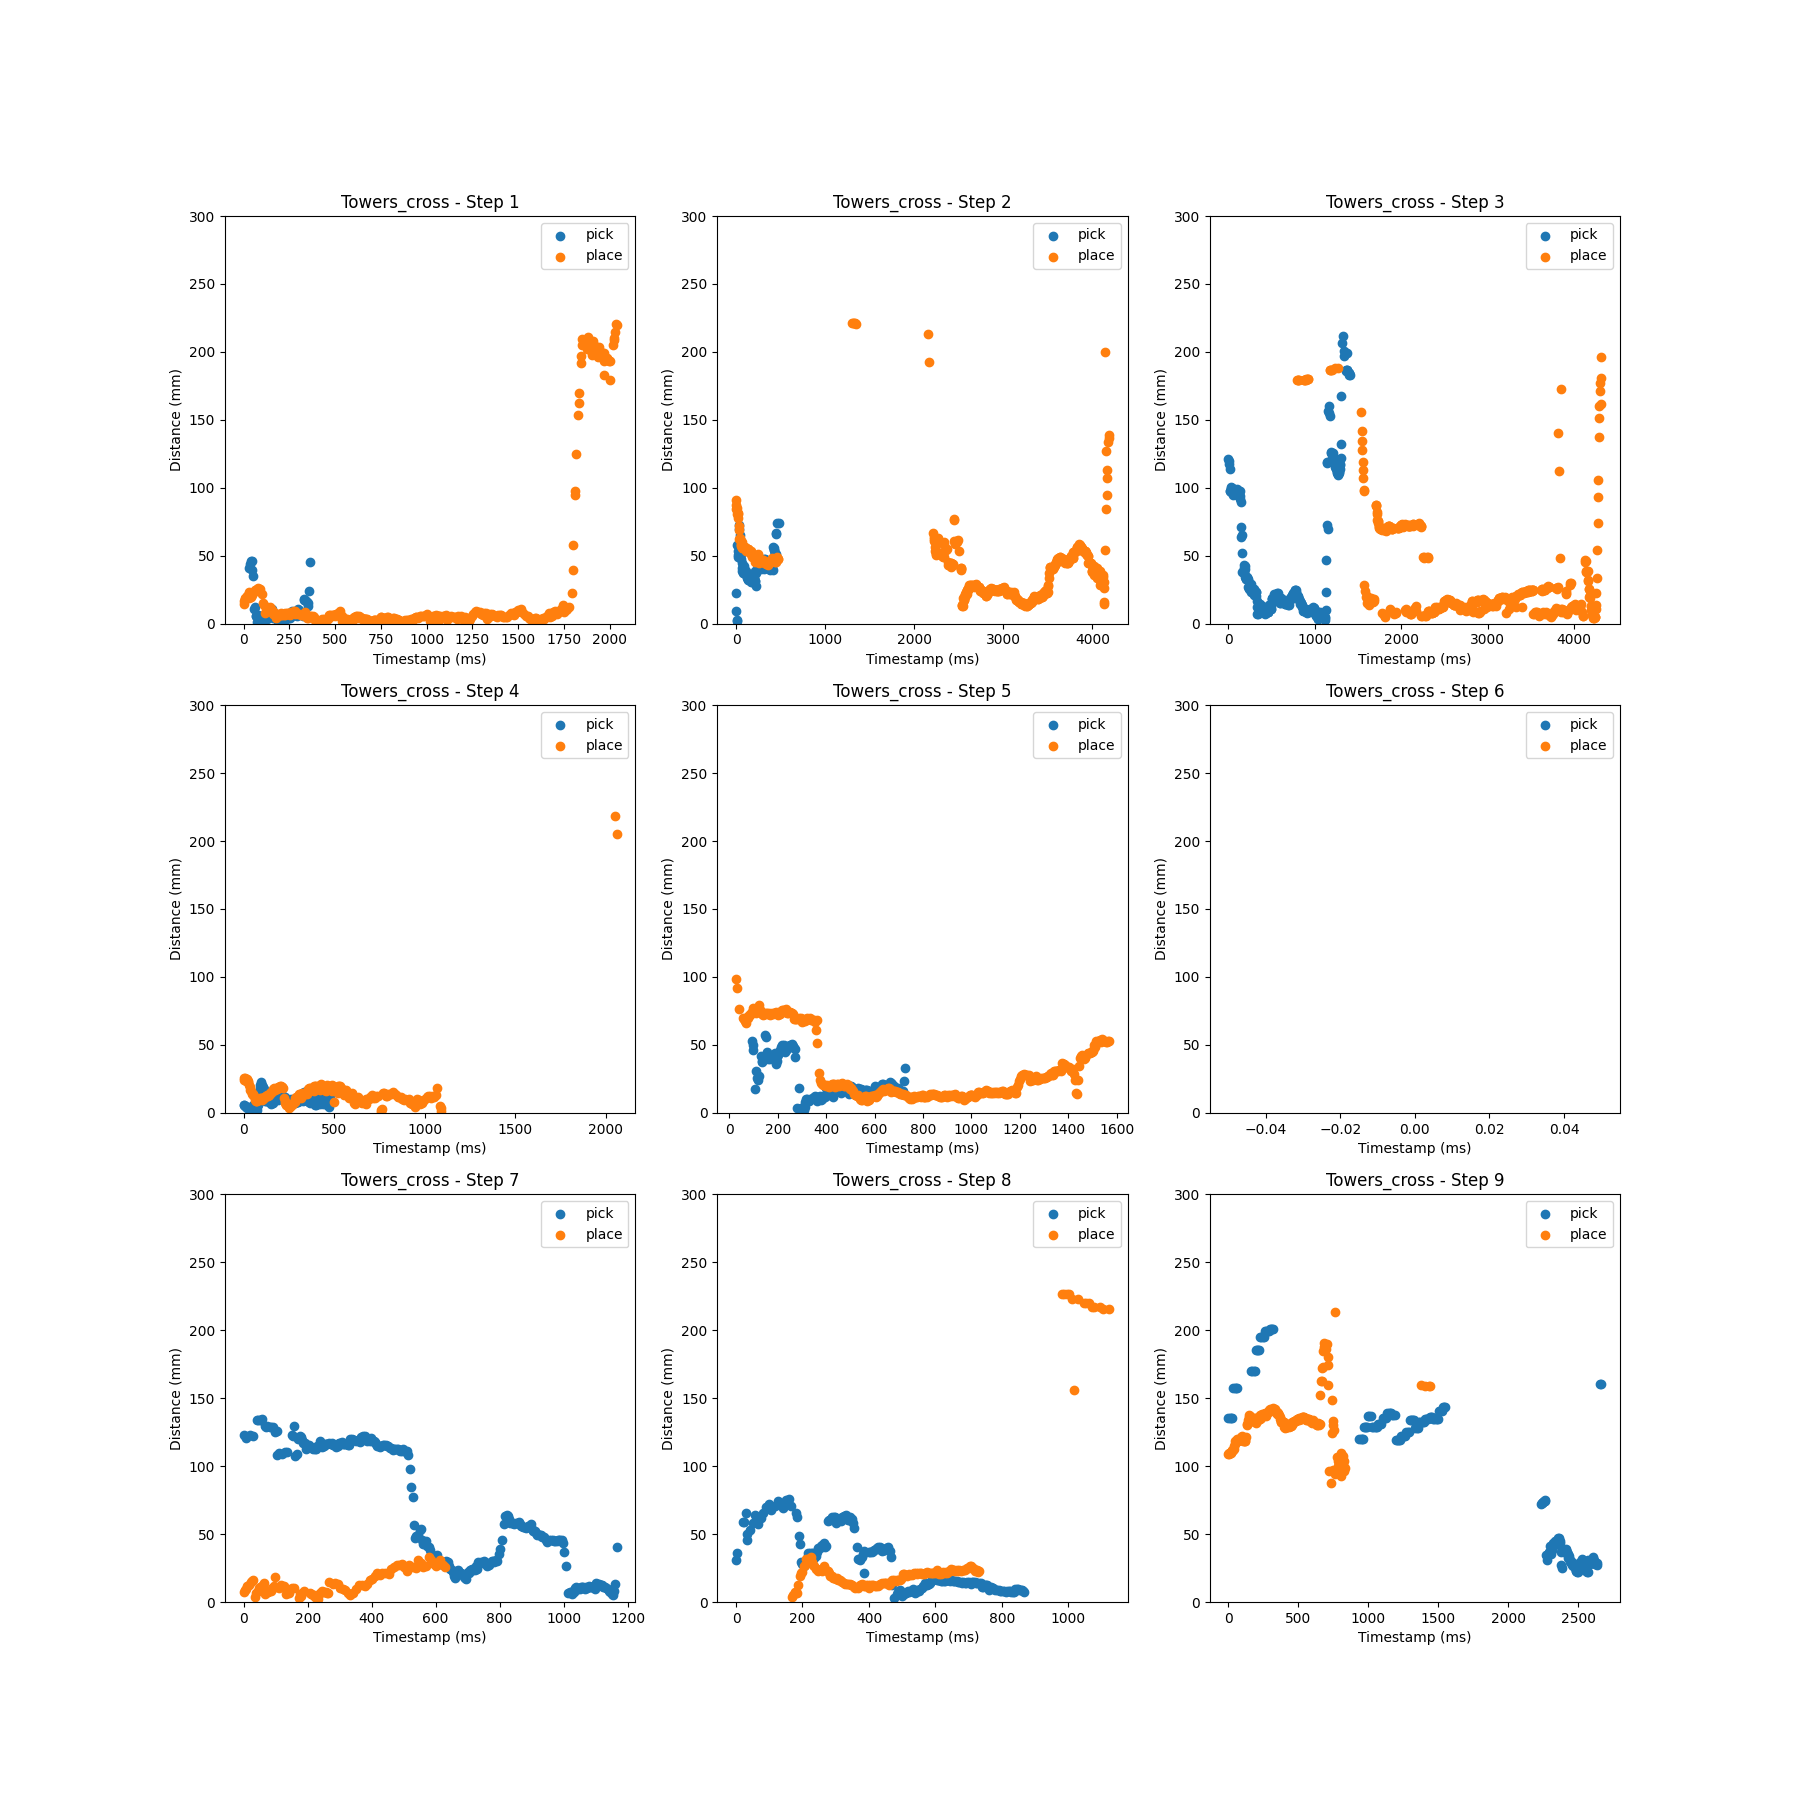 Towers_cross - Step 1
300
250
200
150
100
50
0
Distance (mm)
pick
place
0 250 500 750 1000 1250 1500 1750 2000
Timestamp (ms)
Towers_cross - Step 2
300
250
200
150
100
50
0
Distance (mm)
pick
place
0 1000 2000 3000 4000
Timestamp (ms)
Towers_cross - Step 3
300
250
200
150
100
50
0
Distance (mm)
pick
place
0 1000 2000 3000 4000
Timestamp (ms)
Towers_cross - Step 4
300
250
200
150
100
50
0
Distance (mm)
pick
place
0 500 1000 1500 2000
Timestamp (ms)
Towers_cross - Step 5
300
250
200
150
100
50
0
Distance (mm)
pick
place
0 200 400 600 800 1000 1200 1400 1600
Timestamp (ms)
Towers_cross - Step 6
300
250
200
150
100
50
0
Distance (mm)
pick
place
−0.04 −0.02 0.00 0.02 0.04
Timestamp (ms)
Towers_cross - Step 7
300
250
200
150
100
50
0
Distance (mm)
pick
place
0 200 400 600 800 1000 1200
Timestamp (ms)
Towers_cross - Step 8
300
250
200
150
100
50
0
Distance (mm)
pick
place
0 200 400 600 800 1000
Timestamp (ms)
Towers_cross - Step 9
300
250
200
150
100
50
0
Distance (mm)
pick
place
0 500 1000 1500 2000 2500
Timestamp (ms)